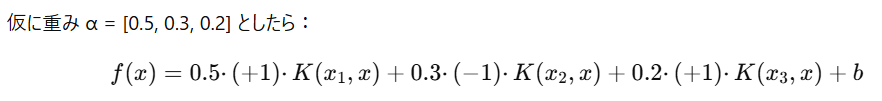 仮に重み α = [0.5, 0.3, 0.2] としたら：
f(x) = 0.5⋅(+1)⋅K(x₁,x) + 0.3⋅(−1)⋅K(x₂,x) + 0.2⋅(+1)⋅K(x₃,x) + b